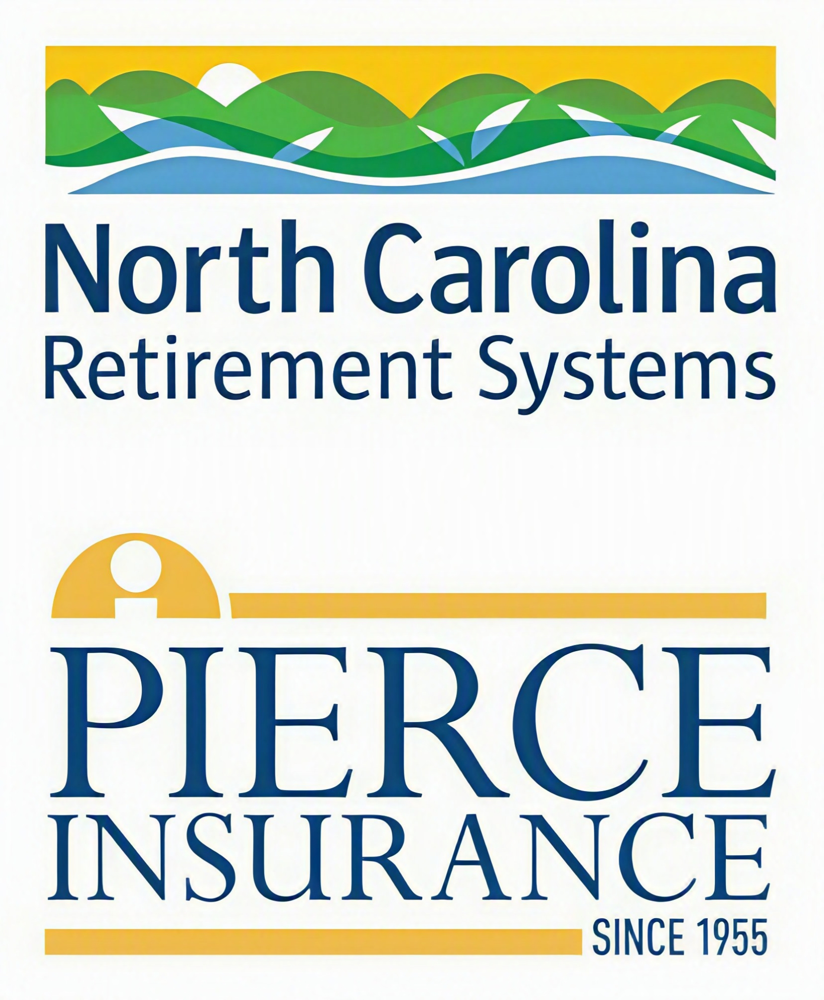 North Carolina
Retirement Systems
PIERCE
INSURANCE
SINCE 1955